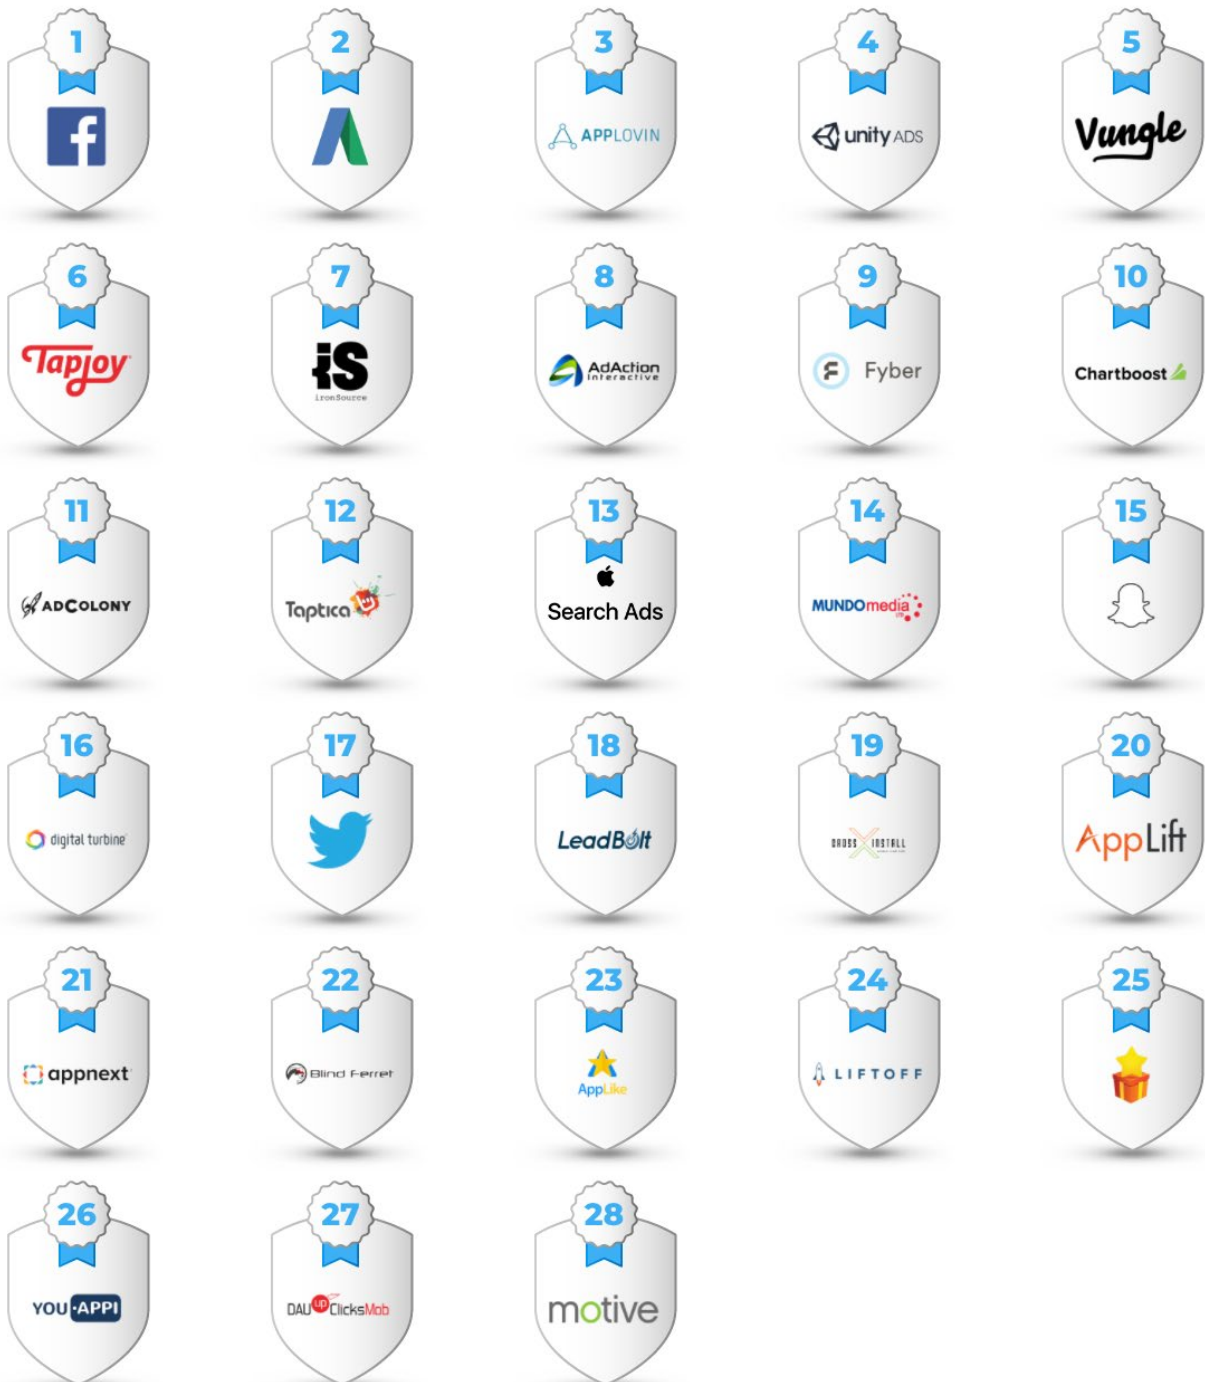 1 2 3 4 5
f
APPLOVIN
unity ADS
Vungle
6 7 8 9 10
Tapjoy
iS
ironSource
AdAction
Interactive
F Fyber
Chartboost
11 12 13 14 15
ADCOLONY
Taptica
Search Ads
MUNDOmedia
16 17 18 19 20
digital turbine
LeadBolt
CROSS X INSTALL
AppLift
21 22 23 24 25
appnext
Blind Ferret
AppLike
LIFTOFF
26 27 28
YOU·APPI
DAU up ClicksMob
motive